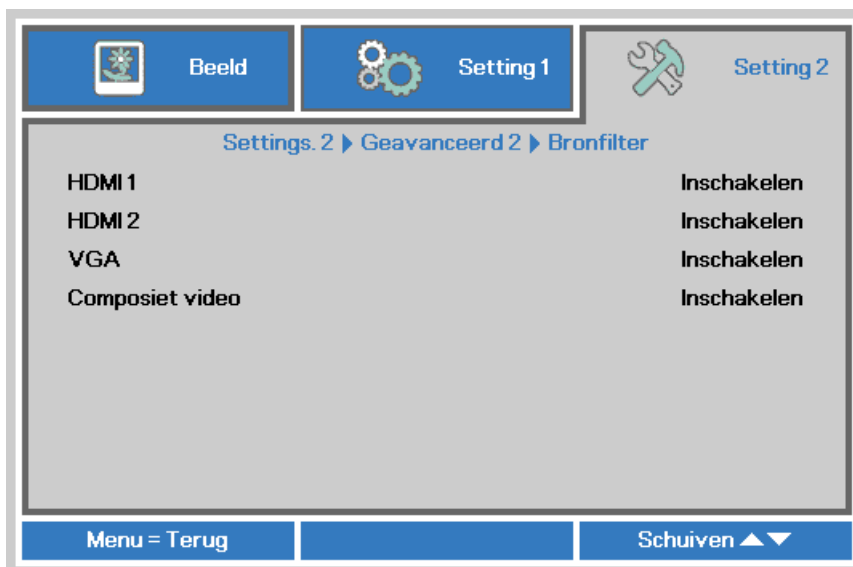 Beeld
Setting 1
Setting 2
Settings. 2 ▶ Geavanceerd 2 ▶ Bronfilter
HDMI 1 Inschakelen
HDMI 2 Inschakelen
VGA Inschakelen
Composiet video Inschakelen
Menu = Terug
Schuiven ▲▼